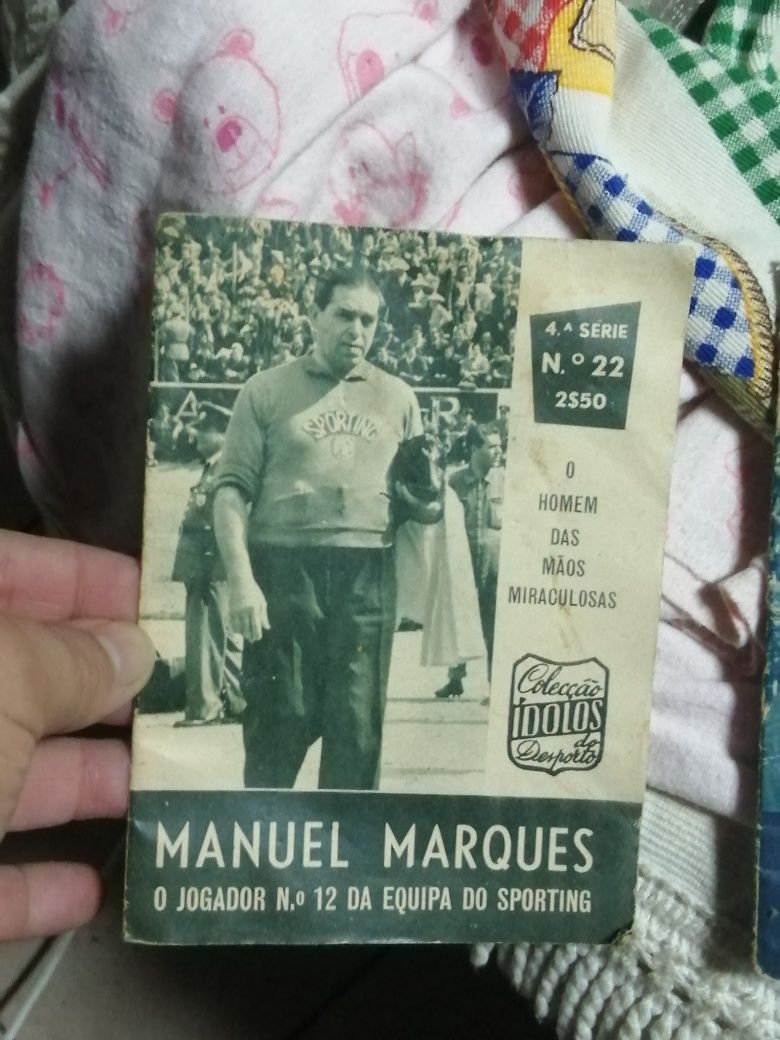 4.ª SÉRIE
N.º 22
2$50
O
HOMEM
DAS
MÃOS
MIRACULOSAS
SPORTING
Colecção
ÍDOLOS
do
Desporto
MANUEL MARQUES
O JOGADOR N.º 12 DA EQUIPA DO SPORTING